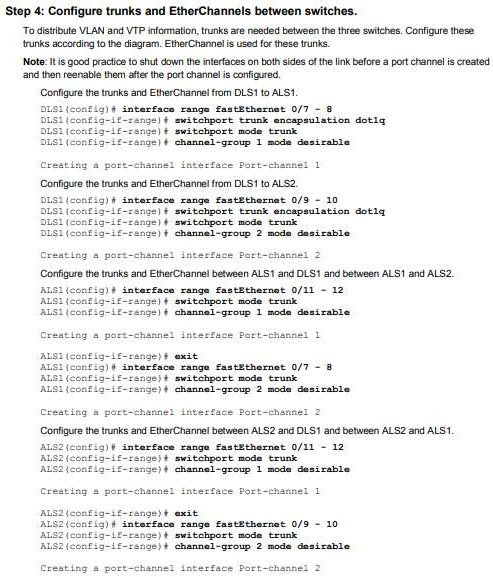 Step 4: Configure trunks and EtherChannels between switches.
To distribute VLAN and VTP information, trunks are needed between the three switches. Configure these
trunks according to the diagram. EtherChannel is used for these trunks.
Note: It is good practice to shut down the interfaces on both sides of the link before a port channel is created
and then reenable them after the port channel is configured.
Configure the trunks and EtherChannel from DLS1 to ALS1.
DLS1(config)# interface range fastEthernet 0/7 - 8
DLS1(config-if-range)# switchport trunk encapsulation dot1q
DLS1(config-if-range)# switchport mode trunk
DLS1(config-if-range)# channel-group 1 mode desirable
Creating a port-channel interface Port-channel 1
Configure the trunks and EtherChannel from DLS1 to ALS2.
DLS1(config)# interface range fastEthernet 0/9 - 10
DLS1(config-if-range)# switchport trunk encapsulation dot1q
DLS1(config-if-range)# switchport mode trunk
DLS1(config-if-range)# channel-group 2 mode desirable
Creating a port-channel interface Port-channel 2
Configure the trunks and EtherChannel between ALS1 and DLS1 and between ALS1 and ALS2.
ALS1(config)# interface range fastEthernet 0/11 - 12
ALS1(config-if-range)# switchport mode trunk
ALS1(config-if-range)# channel-group 1 mode desirable
Creating a port-channel interface Port-channel 1
ALS1(config-if-range)# exit
ALS1(config)# interface range fastEthernet 0/7 - 8
ALS1(config-if-range)# switchport mode trunk
ALS1(config-if-range)# channel-group 2 mode desirable
Creating a port-channel interface Port-channel 2
Configure the trunks and EtherChannel between ALS2 and DLS1 and between ALS2 and ALS1.
ALS2(config)# interface range fastEthernet 0/11 - 12
ALS2(config-if-range)# switchport mode trunk
ALS2(config-if-range)# channel-group 1 mode desirable
Creating a port-channel interface Port-channel 1
ALS2(config-if-range)# exit
ALS2(config)# interface range fastEthernet 0/9 - 10
ALS2(config-if-range)# switchport mode trunk
ALS2(config-if-range)# channel-group 2 mode desirable
Creating a port-channel interface Port-channel 2